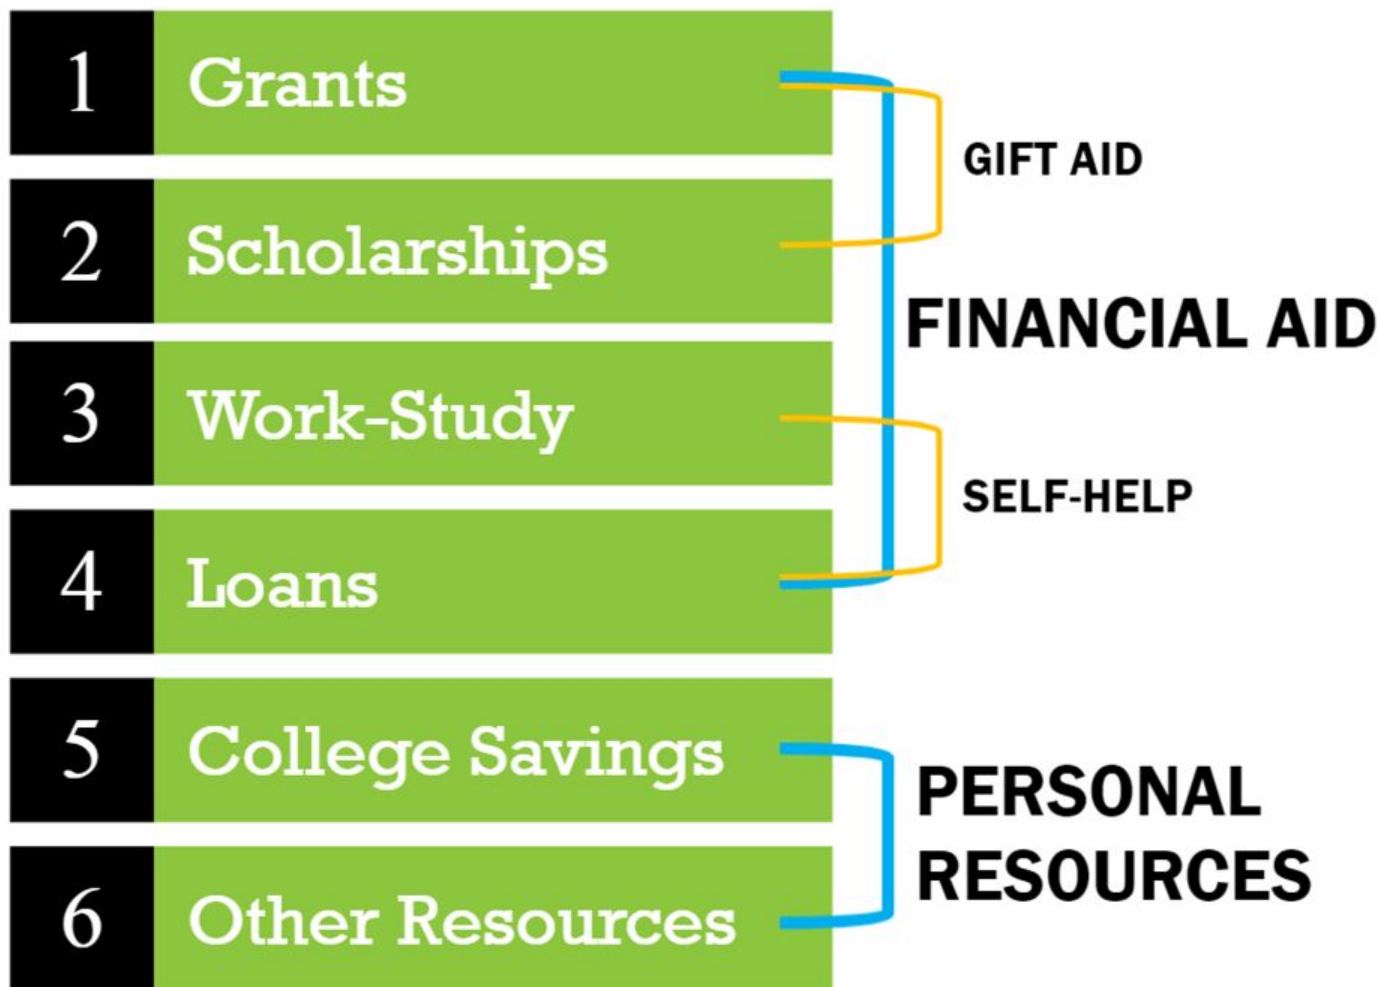 1 Grants
GIFT AID
2 Scholarships
FINANCIAL AID
3 Work-Study
SELF-HELP
4 Loans
5 College Savings
PERSONAL
RESOURCES
6 Other Resources